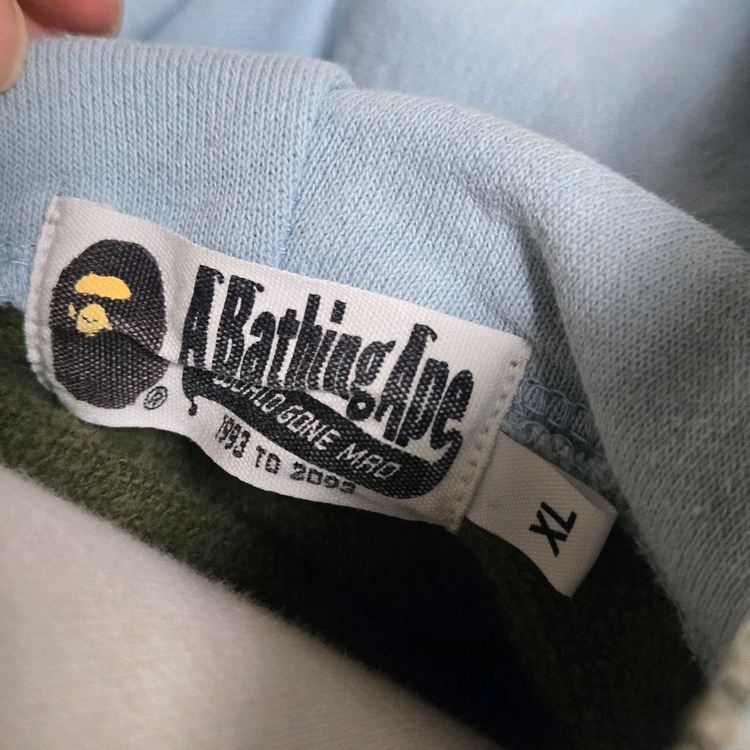 A Bathing Ape
®
WORLD GONE MAD
1993 TO 2093
XL